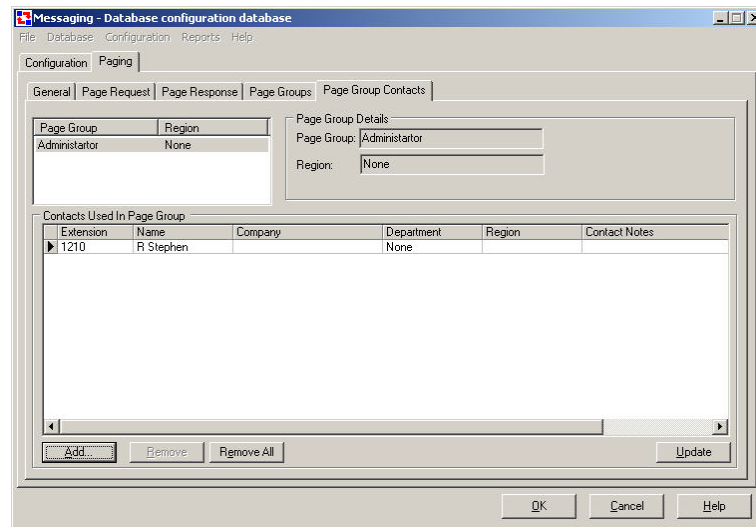 Messaging - Database configuration database
File Database Configuration Reports Help
Configuration Paging
General Page Request Page Response Page Groups Page Group Contacts
Page Group Region
Administartor None
Page Group Details
Page Group: Administartor
Region: None
Contacts Used In Page Group
Extension Name Company Department Region Contact Notes
1210 R Stephen None
Add... Remove Remove All Update
OK Cancel Help